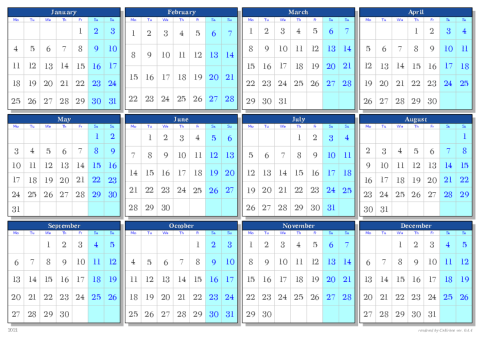 January
Mo Tu We Th Fr Sa Su
1 2 3
4 5 6 7 8 9 10
11 12 13 14 15 16 17
18 19 20 21 22 23 24
25 26 27 28 29 30 31
February
Mo Tu We Th Fr Sa Su
1 2 3 4 5 6 7
8 9 10 11 12 13 14
15 16 17 18 19 20 21
22 23 24 25 26 27 28
March
Mo Tu We Th Fr Sa Su
1 2 3 4 5 6 7
8 9 10 11 12 13 14
15 16 17 18 19 20 21
22 23 24 25 26 27 28
29 30 31
April
Mo Tu We Th Fr Sa Su
1 2 3 4
5 6 7 8 9 10 11
12 13 14 15 16 17 18
19 20 21 22 23 24 25
26 27 28 29 30
May
Mo Tu We Th Fr Sa Su
1 2
3 4 5 6 7 8 9
10 11 12 13 14 15 16
17 18 19 20 21 22 23
24 25 26 27 28 29 30
31
June
Mo Tu We Th Fr Sa Su
1 2 3 4 5 6
7 8 9 10 11 12 13
14 15 16 17 18 19 20
21 22 23 24 25 26 27
28 29 30
July
Mo Tu We Th Fr Sa Su
1 2 3 4
5 6 7 8 9 10 11
12 13 14 15 16 17 18
19 20 21 22 23 24 25
26 27 28 29 30 31
August
Mo Tu We Th Fr Sa Su
1
2 3 4 5 6 7 8
9 10 11 12 13 14 15
16 17 18 19 20 21 22
23 24 25 26 27 28 29
30 31
September
Mo Tu We Th Fr Sa Su
1 2 3 4 5
6 7 8 9 10 11 12
13 14 15 16 17 18 19
20 21 22 23 24 25 26
27 28 29 30
October
Mo Tu We Th Fr Sa Su
1 2 3
4 5 6 7 8 9 10
11 12 13 14 15 16 17
18 19 20 21 22 23 24
25 26 27 28 29 30 31
November
Mo Tu We Th Fr Sa Su
1 2 3 4 5 6 7
8 9 10 11 12 13 14
15 16 17 18 19 20 21
22 23 24 25 26 27 28
29 30
December
Mo Tu We Th Fr Sa Su
1 2 3 4 5
6 7 8 9 10 11 12
13 14 15 16 17 18 19
20 21 22 23 24 25 26
27 28 29 30 31
2021
created by